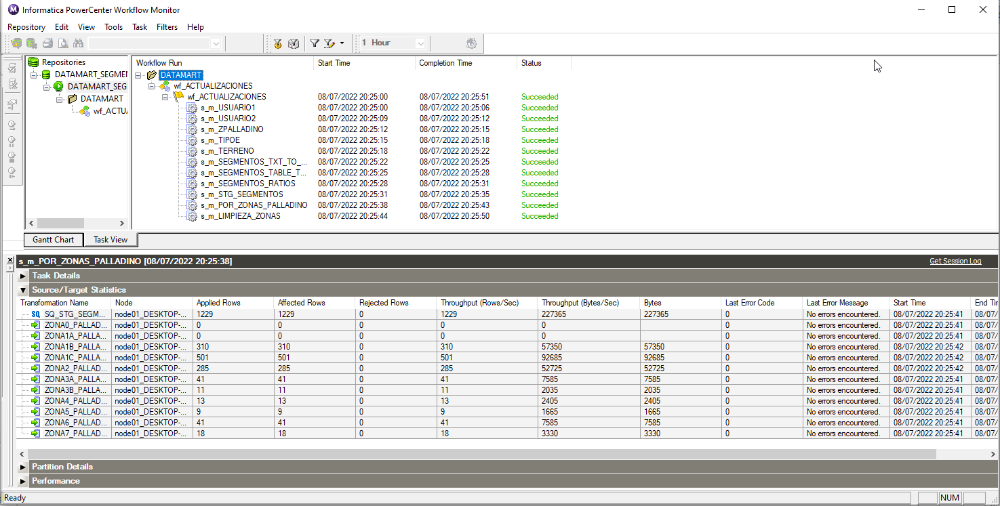 Informatica PowerCenter Workflow Monitor
Repository Edit View Tools Task Filters Help
1 Hour
Repositories
DATAMART_SEGMEI
DATAMART_SEG
DATAMART
wf_ACTU
Workflow Run Start Time Completion Time Status
DATAMART
wf_ACTUALIZACIONES
wf_ACTUALIZACIONES 08/07/2022 20:25:00 08/07/2022 20:25:51 Succeeded
s_m_USUARIO1 08/07/2022 20:25:00 08/07/2022 20:25:06 Succeeded
s_m_USUARIO2 08/07/2022 20:25:09 08/07/2022 20:25:12 Succeeded
s_m_ZPALLADINO 08/07/2022 20:25:12 08/07/2022 20:25:15 Succeeded
s_m_TIPOE 08/07/2022 20:25:15 08/07/2022 20:25:18 Succeeded
s_m_TERRENO 08/07/2022 20:25:18 08/07/2022 20:25:22 Succeeded
s_m_SEGMENTOS_TXT_TO_... 08/07/2022 20:25:22 08/07/2022 20:25:25 Succeeded
s_m_SEGMENTOS_TABLE_T... 08/07/2022 20:25:25 08/07/2022 20:25:28 Succeeded
s_m_SEGMENTOS_RATIOS 08/07/2022 20:25:28 08/07/2022 20:25:31 Succeeded
s_m_STG_SEGMENTOS 08/07/2022 20:25:31 08/07/2022 20:25:35 Succeeded
s_m_POR_ZONAS_PALLADINO 08/07/2022 20:25:38 08/07/2022 20:25:43 Succeeded
s_m_LIMPIEZA_ZONAS 08/07/2022 20:25:44 08/07/2022 20:25:50 Succeeded
Gantt Chart Task View
s_m_POR_ZONAS_PALLADINO [08/07/2022 20:25:38] Get Session Log
Task Details
Source/Target Statistics
Transformation Name Node Applied Rows Affected Rows Rejected Rows Throughput (Rows/Sec) Throughput (Bytes/Sec) Bytes Last Error Code Last Error Message Start Time End Tin
SQ SQ_STG_SEGM... node01_DESKTOP-... 1229 1229 0 1229 227365 227365 0 No errors encountered. 08/07/2022 20:25:41 08/07/
ZONA0_PALLAD... node01_DESKTOP-... 0 0 0 0 0 0 No errors encountered. 08/07/2022 20:25:41 08/07/
ZONA1A_PALLA... node01_DESKTOP-... 0 0 0 0 0 0 No errors encountered. 08/07/2022 20:25:41 08/07/
ZONA1B_PALLA... node01_DESKTOP-... 310 310 0 310 57350 57350 0 No errors encountered. 08/07/2022 20:25:42 08/07/
ZONA1C_PALLA... node01_DESKTOP-... 501 501 0 501 92685 92685 0 No errors encountered. 08/07/2022 20:25:42 08/07/
ZONA2_PALLAD... node01_DESKTOP-... 285 285 0 285 52725 52725 0 No errors encountered. 08/07/2022 20:25:42 08/07/
ZONA3A_PALLA... node01_DESKTOP-... 41 41 0 41 7585 7585 0 No errors encountered. 08/07/2022 20:25:41 08/07/
ZONA3B_PALLA... node01_DESKTOP-... 11 11 0 11 2035 2035 0 No errors encountered. 08/07/2022 20:25:41 08/07/
ZONA4_PALLAD... node01_DESKTOP-... 13 13 0 13 2405 2405 0 No errors encountered. 08/07/2022 20:25:41 08/07/
ZONA5_PALLAD... node01_DESKTOP-... 9 9 0 9 1665 1665 0 No errors encountered. 08/07/2022 20:25:41 08/07/
ZONA6_PALLAD... node01_DESKTOP-... 41 41 0 41 7585 7585 0 No errors encountered. 08/07/2022 20:25:41 08/07/
ZONA7_PALLAD... node01_DESKTOP-... 18 18 0 18 3330 3330 0 No errors encountered. 08/07/2022 20:25:41 08/07/
Partition Details
Performance
Ready NUM